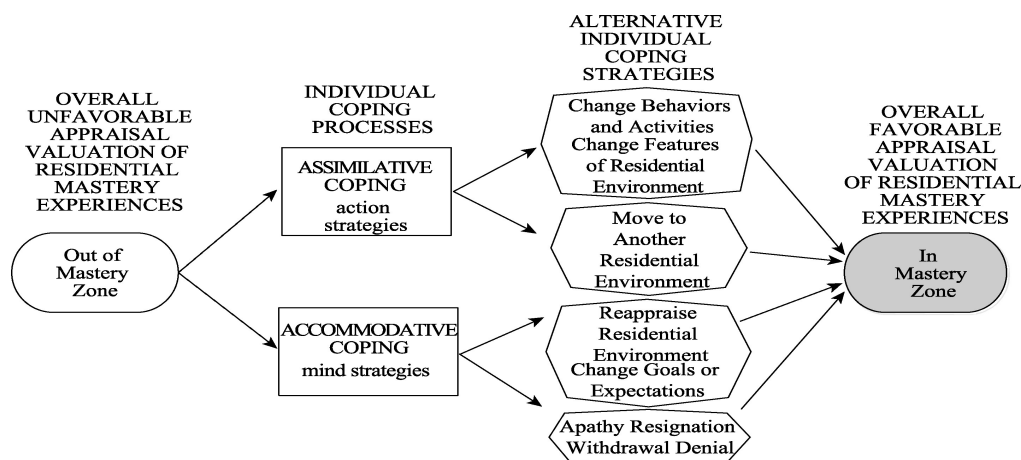 OVERALL
UNFAVORABLE
APPRAISAL
VALUATION OF
RESIDENTIAL
MASTERY
EXPERIENCES
Out of
Mastery
Zone
INDIVIDUAL
COPING
PROCESSES
ASSIMILATIVE
COPING
action
strategies
ACCOMMODATIVE
COPING
mind strategies
ALTERNATIVE
INDIVIDUAL
COPING
STRATEGIES
Change Behaviors
and Activities
Change Features
of Residential
Environment
Move to
Another
Residential
Environment
Reappraise
Residential
Environment
Change Goals or
Expectations
Apathy Resignation
Withdrawal Denial
OVERALL
FAVORABLE
APPRAISAL
VALUATION
OF RESIDENTIAL
MASTERY
EXPERIENCES
In
Mastery
Zone